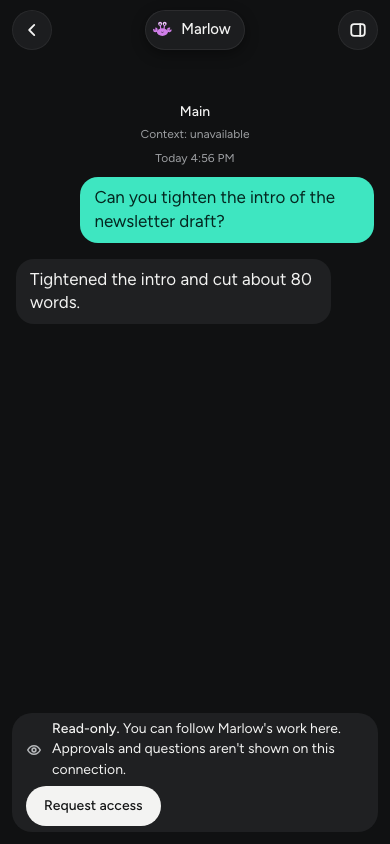 Marlow
Main
Context: unavailable
Today 4:56 PM
Can you tighten the intro of the
newsletter draft?
Tightened the intro and cut about 80
words.
Read-only. You can follow Marlow's work here.
Approvals and questions aren't shown on this
connection.
Request access